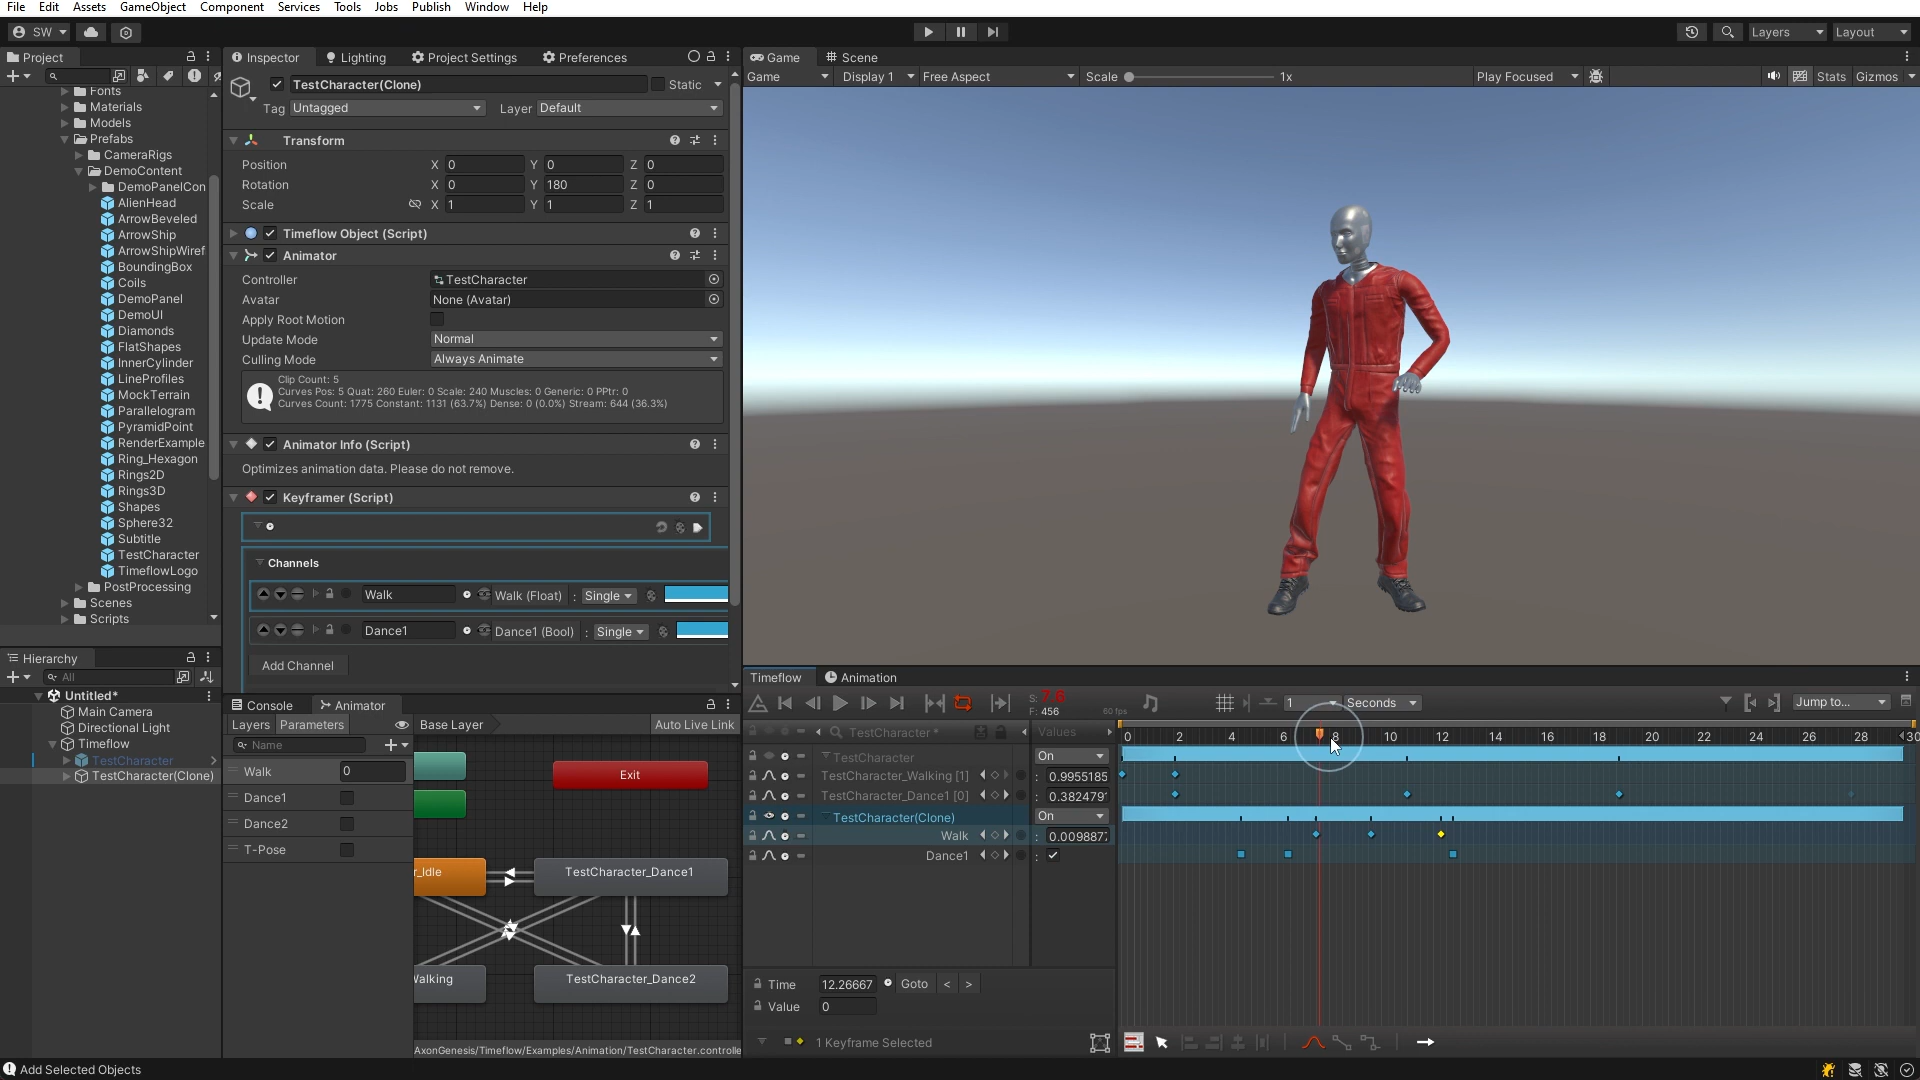 File Edit Assets GameObject Component Services Tools Jobs Publish Window Help
SW Layers Layout
Project
Fonts
Materials
Models
Prefabs
CameraRigs
DemoContent
DemoPanelCon
AlienHead
ArrowBeveled
ArrowShip
ArrowShipWiref
BoundingBox
Coils
DemoPanel
DemoUI
Diamonds
FlatShapes
InnerCylinder
LineProfiles
MockTerrain
Parallelogram
PyramidPoint
RenderExample
Ring_Hexagon
Rings2D
Rings3D
Shapes
Sphere32
Subtitle
TestCharacter
TimeflowLogo
PostProcessing
Scenes
Scripts
Hierarchy
All
Untitled*
Main Camera
Directional Light
Timeflow
TestCharacter
TestCharacter(Clone)
Inspector Lighting Project Settings Preferences
TestCharacter(Clone) Static
Tag Untagged Layer Default
Transform
Position X 0 Y 0 Z 0
Rotation X 0 Y 180 Z 0
Scale X 1 Y 1 Z 1
Timeflow Object (Script)
Animator
Controller TestCharacter
Avatar None (Avatar)
Apply Root Motion
Update Mode Normal
Culling Mode Always Animate
Clip Count: 5
Curves Pos: 5 Quat: 260 Euler: 0 Scale: 240 Muscles: 0 Generic: 0 PPtr: 0
Curves Count: 1775 Constant: 1131 (63.7%) Dense: 0 (0.0%) Stream: 644 (36.3%)
Animator Info (Script)
Optimizes animation data. Please do not remove.
Keyframer (Script)
Channels
Walk Walk (Float) : Single
Dance1 Dance1 (Bool) : Single
Add Channel
Console Animator
Layers Parameters Base Layer Auto Live Link
Name
Walk 0
Dance1
Dance2
T-Pose
Exit
r_Idle
TestCharacter_Dance1
Walking
TestCharacter_Dance2
AxonGenesis/Timeflow/Examples/Animation/TestCharacter.controlle
Game Scene
Game Display 1 Free Aspect Scale 1x Play Focused Stats Gizmos
Timeflow Animation
S: 7.6
F: 456 60 fps
1 Seconds Jump to...
TestCharacter* Values
0 2 4 6 8 10 12 14 16 18 20 22 24 26 28 30
TestCharacter On
TestCharacter_Walking [1] : 0.9955185
TestCharacter_Dance1 [0] : 0.382479
TestCharacter(Clone) On
Walk : 0.009887
Dance1 :
Time 12.26667 Goto < >
Value 0
1 Keyframe Selected
Add Selected Objects